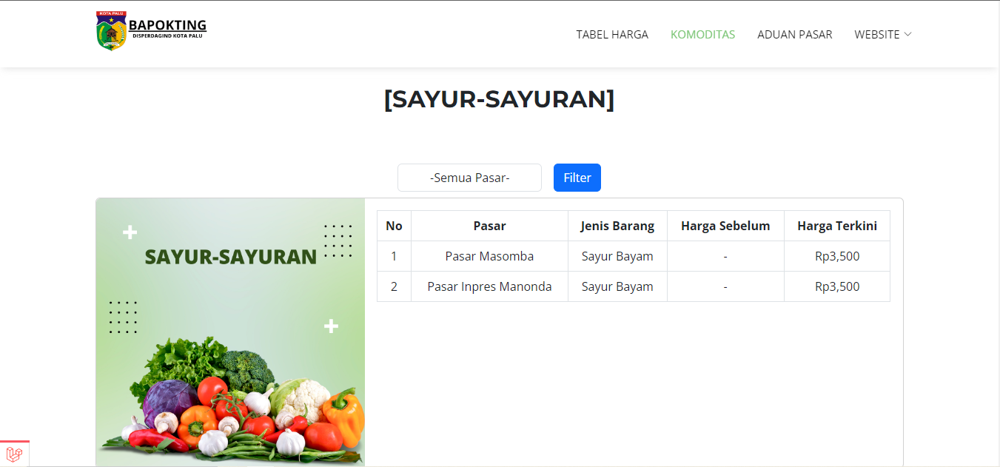 KOTA PALU
BAPOKTING
DISPERDAGIND KOTA PALU
TABEL HARGA KOMODITAS ADUAN PASAR WEBSITE
[SAYUR-SAYURAN]
-Semua Pasar- Filter
SAYUR-SAYURAN
No Pasar Jenis Barang Harga Sebelum Harga Terkini
1 Pasar Masomba Sayur Bayam - Rp3,500
2 Pasar Inpres Manonda Sayur Bayam - Rp3,500